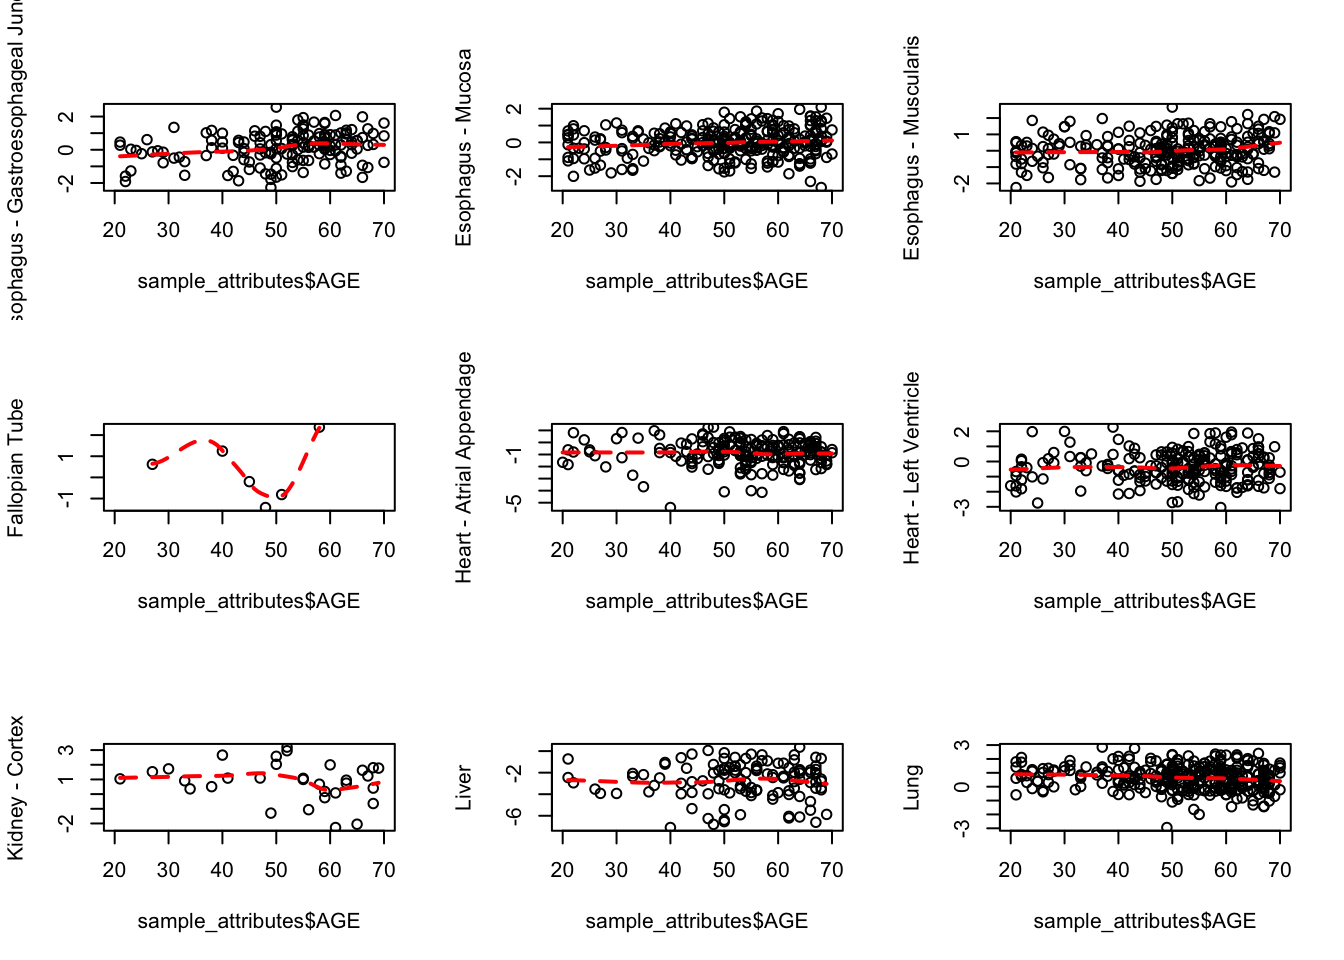 sophagus - Gastroesophageal Junc
2
0
-2
20 30 40 50 60 70
sample_attributes$AGE
Esophagus - Mucosa
2
0
-2
20 30 40 50 60 70
sample_attributes$AGE
Esophagus - Muscularis
1
-2
20 30 40 50 60 70
sample_attributes$AGE
Fallopian Tube
1
-1
20 30 40 50 60 70
sample_attributes$AGE
Heart - Atrial Appendage
-1
-5
20 30 40 50 60 70
sample_attributes$AGE
Heart - Left Ventricle
2
0
-3
20 30 40 50 60 70
sample_attributes$AGE
Kidney - Cortex
3
1
-2
20 30 40 50 60 70
sample_attributes$AGE
Liver
-2
-6
20 30 40 50 60 70
sample_attributes$AGE
Lung
3
0
-3
20 30 40 50 60 70
sample_attributes$AGE